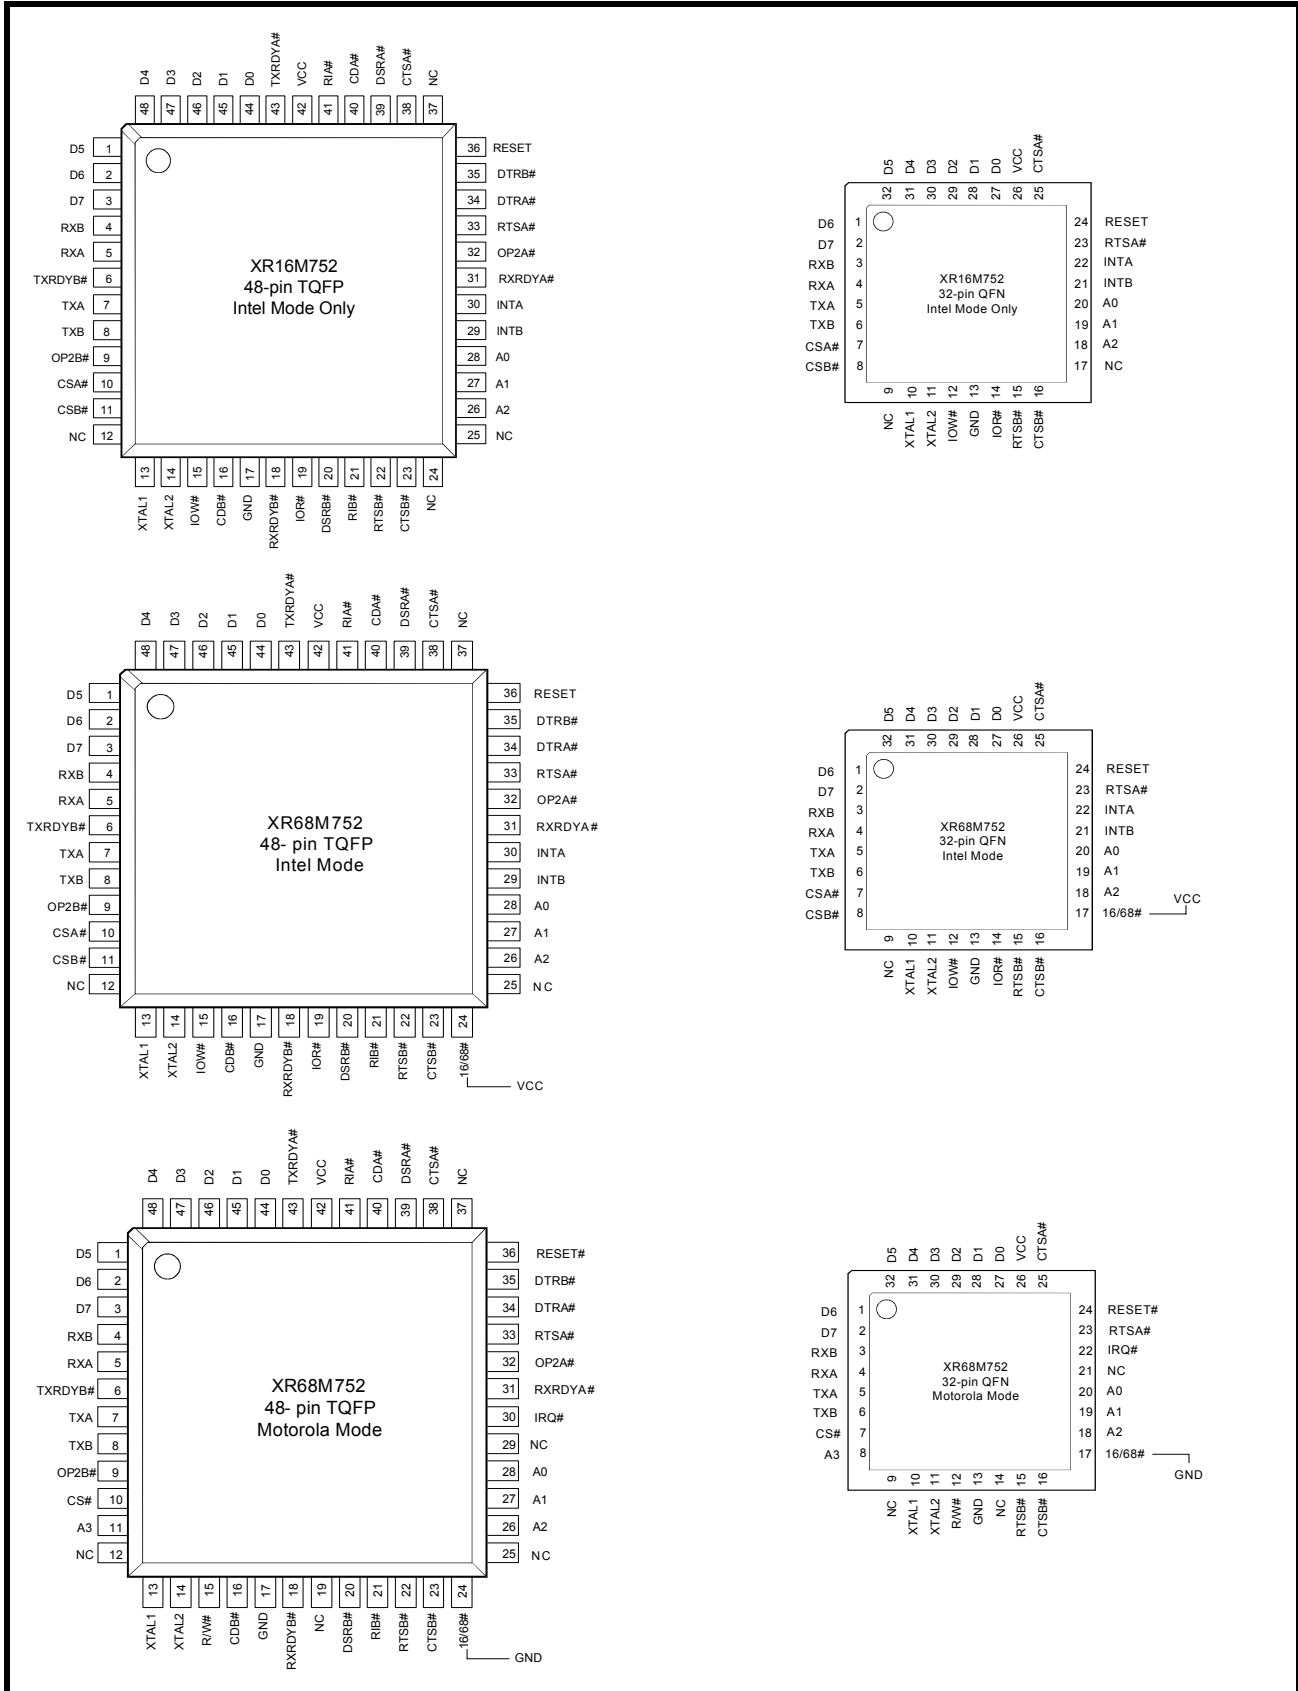 D4 D3 D2 D1 D0 TXRDYA# VCC RIA# CDA# DSRA# CTSA# NC
48 47 46 45 44 43 42 41 40 39 38 37
D5 1
D6 2
D7 3
RXB 4
RXA 5
TXRDYB# 6
TXA 7
TXB 8
OP2B# 9
CSA# 10
CSB# 11
NC 12
XR16M752
48-pin TQFP
Intel Mode Only
36 RESET
35 DTRB#
34 DTRA#
33 RTSA#
32 OP2A#
31 RXRDYA#
30 INTA
29 INTB
28 A0
27 A1
26 A2
25 NC
13 14 15 16 17 18 19 20 21 22 23 24
XTAL1 XTAL2 IOW# CDB# GND RXRDYB# IOR# DSRB# RIB# RTSB# CTSB# NC
D5 D4 D3 D2 D1 D0 VCC CTSA#
32 31 30 29 28 27 26 25
D6 1
D7 2
RXB 3
RXA 4
TXA 5
TXB 6
CSA# 7
CSB# 8
XR16M752
32-pin QFN
Intel Mode Only
24 RESET
23 RTSA#
22 INTA
21 INTB
20 A0
19 A1
18 A2
17 NC
9 10 11 12 13 14 15 16
NC XTAL1 XTAL2 IOW# GND IOR# RTSB# CTSB#
D4 D3 D2 D1 D0 TXRDYA# VCC RIA# CDA# DSRA# CTSA# NC
48 47 46 45 44 43 42 41 40 39 38 37
D5 1
D6 2
D7 3
RXB 4
RXA 5
TXRDYB# 6
TXA 7
TXB 8
OP2B# 9
CSA# 10
CSB# 11
NC 12
XR68M752
48- pin TQFP
Intel Mode
36 RESET
35 DTRB#
34 DTRA#
33 RTSA#
32 OP2A#
31 RXRDYA#
30 INTA
29 INTB
28 A0
27 A1
26 A2
25 NC
13 14 15 16 17 18 19 20 21 22 23 24
XTAL1 XTAL2 IOW# CDB# GND RXRDYB# IOR# DSRB# RIB# RTSB# CTSB# 16/68#
VCC
D5 D4 D3 D2 D1 D0 VCC CTSA#
32 31 30 29 28 27 26 25
D6 1
D7 2
RXB 3
RXA 4
TXA 5
TXB 6
CSA# 7
CSB# 8
XR68M752
32-pin QFN
Intel Mode
24 RESET
23 RTSA#
22 INTA
21 INTB
20 A0
19 A1
18 A2
17 16/68# VCC
9 10 11 12 13 14 15 16
NC XTAL1 XTAL2 IOW# GND IOR# RTSB# CTSB#
D4 D3 D2 D1 D0 TXRDYA# VCC RIA# CDA# DSRA# CTSA# NC
48 47 46 45 44 43 42 41 40 39 38 37
D5 1
D6 2
D7 3
RXB 4
RXA 5
TXRDYB# 6
TXA 7
TXB 8
OP2B# 9
CS# 10
A3 11
NC 12
XR68M752
48- pin TQFP
Motorola Mode
36 RESET#
35 DTRB#
34 DTRA#
33 RTSA#
32 OP2A#
31 RXRDYA#
30 IRQ#
29 NC
28 A0
27 A1
26 A2
25 NC
13 14 15 16 17 18 19 20 21 22 23 24
XTAL1 XTAL2 R/W# CDB# GND RXRDYB# NC DSRB# RIB# RTSB# CTSB# 16/68#
GND
D5 D4 D3 D2 D1 D0 VCC CTSA#
32 31 30 29 28 27 26 25
D6 1
D7 2
RXB 3
RXA 4
TXA 5
TXB 6
CS# 7
A3 8
XR68M752
32-pin QFN
Motorola Mode
24 RESET#
23 RTSA#
22 IRQ#
21 NC
20 A0
19 A1
18 A2
17 16/68#
GND
9 10 11 12 13 14 15 16
NC XTAL1 XTAL2 R/W# GND NC RTSB# CTSB#